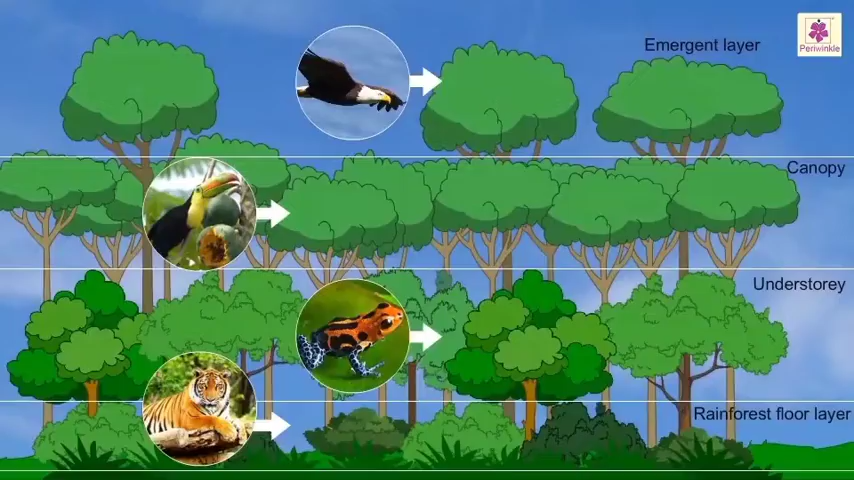 Emergent layer
Periwinkle
Canopy
Understorey
Rainforest floor layer